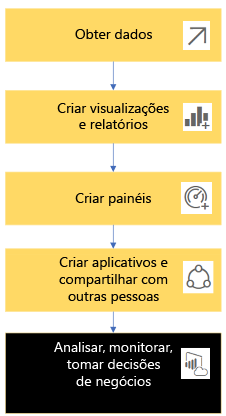 Obter dados
Criar visualizações
e relatórios
Criar painéis
Criar aplicativos e
compartilhar com
outras pessoas
Analisar, monitorar,
tomar decisões
de negócios